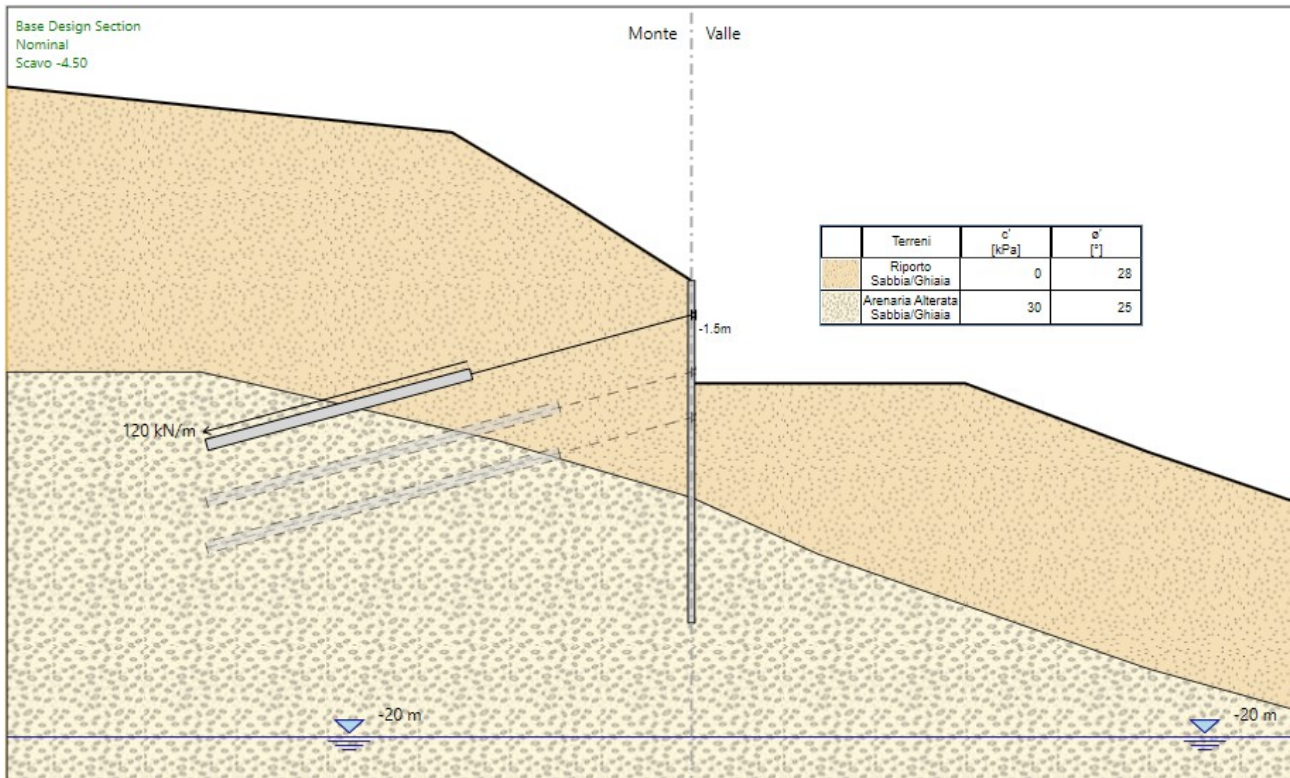 Base Design Section
Nominal
Scavo -4.50
Monte
Valle
Terreni
c'
[kPa]
ø'
[°]
Riporto
Sabbia/Ghiaia
0
28
Arenaria Alterata
Sabbia/Ghiaia
30
25
-1.5m
120 kN/m
-20 m
-20 m